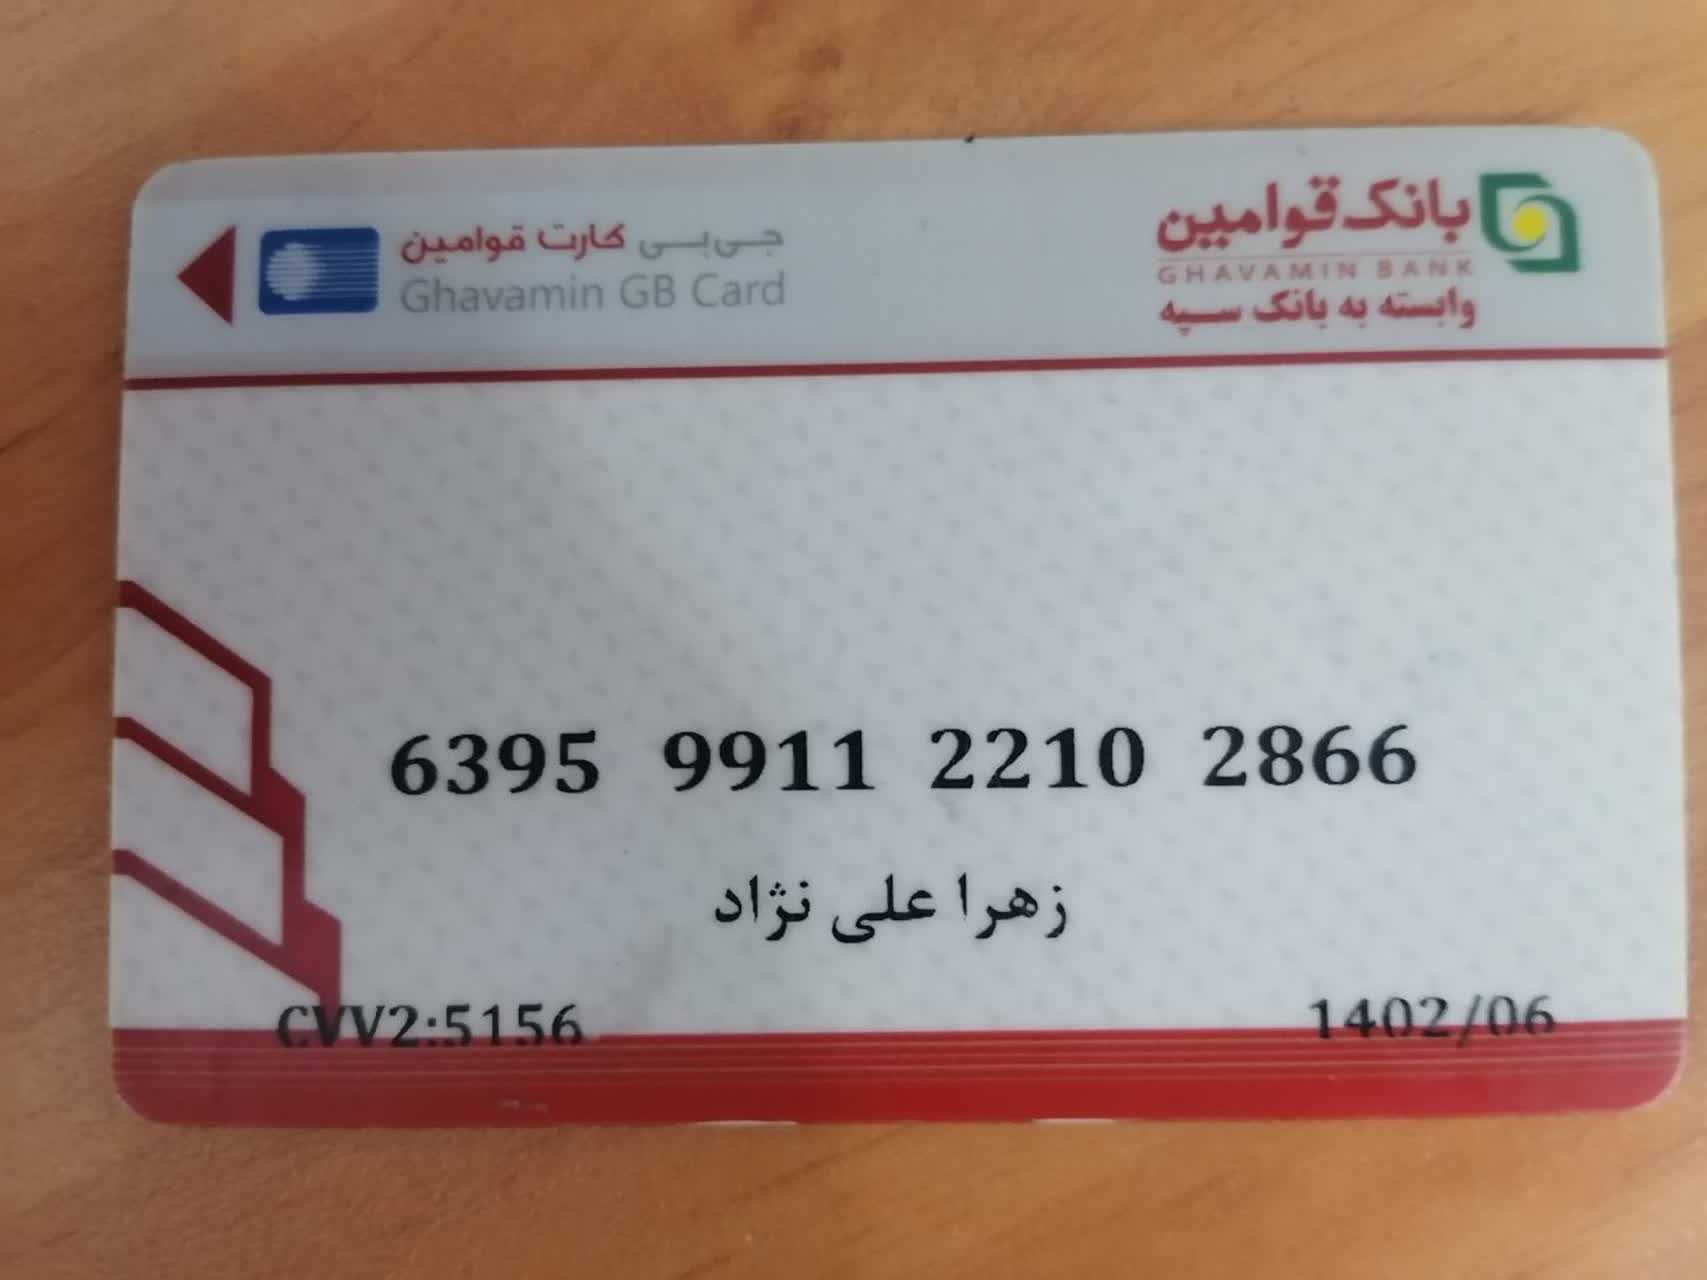 بانک قوامین
GHAVAMIN BANK
وابسته به بانک سپه
جی‌بی کارت قوامین
Ghavamin GB Card
6395 9911 2210 2866
زهرا علی نژاد
CVV2:5156 1402/06